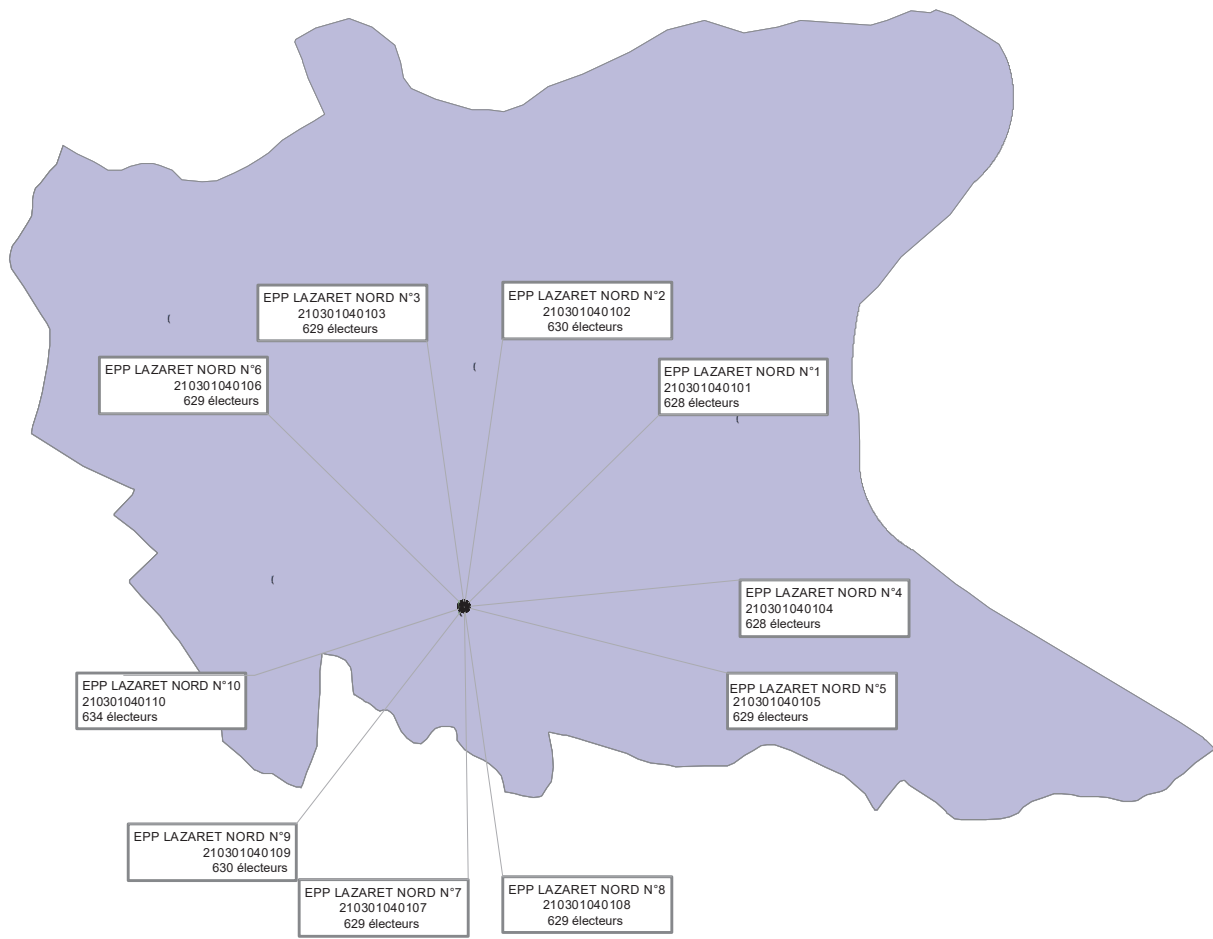 EPP LAZARET NORD N°3
210301040103
629 électeurs
EPP LAZARET NORD N°2
210301040102
630 électeurs
EPP LAZARET NORD N°6
210301040106
629 électeurs
EPP LAZARET NORD N°1
210301040101
628 électeurs
EPP LAZARET NORD N°4
210301040104
628 électeurs
EPP LAZARET NORD N°10
210301040110
634 électeurs
EPP LAZARET NORD N°5
210301040105
629 électeurs
EPP LAZARET NORD N°9
210301040109
630 électeurs
EPP LAZARET NORD N°7
210301040107
629 électeurs
EPP LAZARET NORD N°8
210301040108
629 électeurs